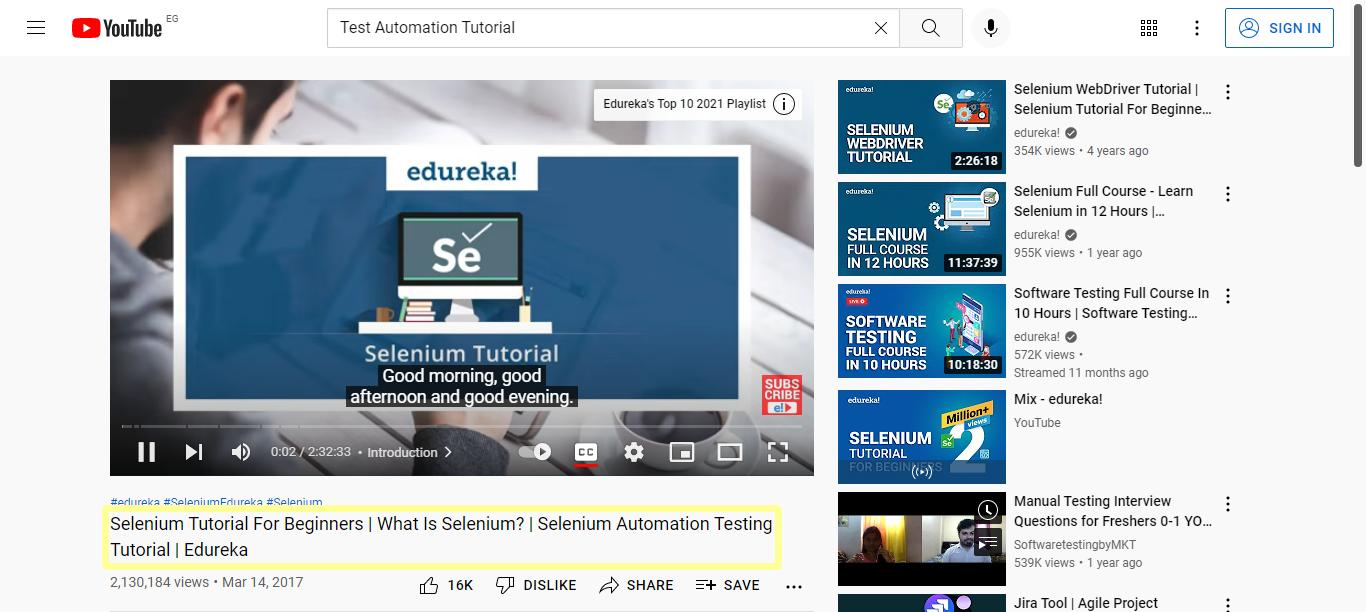 YouTube EG
Test Automation Tutorial
SIGN IN
Edureka's Top 10 2021 Playlist
edureka!
Se
Selenium Tutorial
Good morning, good
afternoon and good evening.
SUBS
CRIBE
e!
0:02 / 2:32:33 • Introduction
CC
#edureka #SeleniumEdureka #Selenium
Selenium Tutorial For Beginners | What Is Selenium? | Selenium Automation Testing
Tutorial | Edureka
2,130,184 views • Mar 14, 2017
16K DISLIKE SHARE SAVE
edureka!
Se
SELENIUM
WEBDRIVER
TUTORIAL
2:26:18
Selenium WebDriver Tutorial |
Selenium Tutorial For Beginne...
edureka!
354K views • 4 years ago
edureka!
Se
SELENIUM
FULL COURSE
IN 12 HOURS
11:37:39
Selenium Full Course - Learn
Selenium in 12 Hours |...
edureka!
955K views • 1 year ago
edureka!
LIVE
SOFTWARE
TESTING
FULL COURSE
IN 10 HOURS
10:18:30
Software Testing Full Course In
10 Hours | Software Testing...
edureka!
572K views •
Streamed 11 months ago
edureka!
Million+
views
Se
2
SELENIUM
TUTORIAL
FOR BEGINNERS
Mix - edureka!
YouTube
Manual Testing Interview
Questions for Freshers 0-1 YO...
SoftwaretestingbyMKT
539K views • 1 year ago
Jira Tool | Agile Project